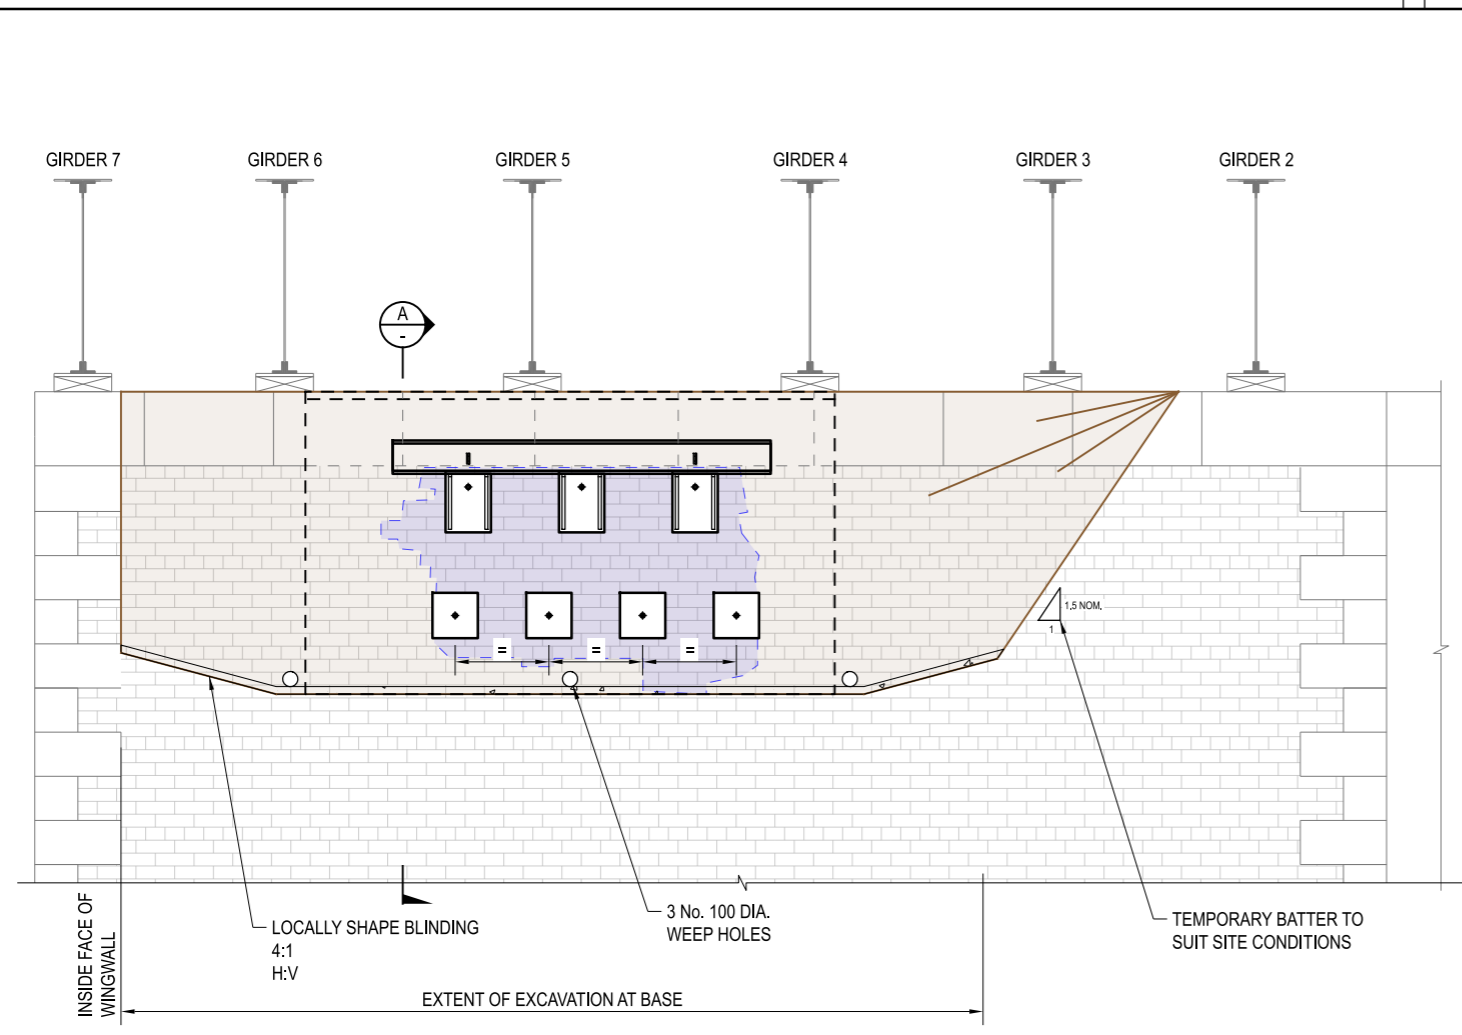 GIRDER 7
GIRDER 6
GIRDER 5
GIRDER 4
GIRDER 3
GIRDER 2
A
-
=
=
=
1.5 NOM.
1
INSIDE FACE OF
WINGWALL
LOCALLY SHAPE BLINDING
4:1
H:V
3 No. 100 DIA.
WEEP HOLES
TEMPORARY BATTER TO
SUIT SITE CONDITIONS
EXTENT OF EXCAVATION AT BASE